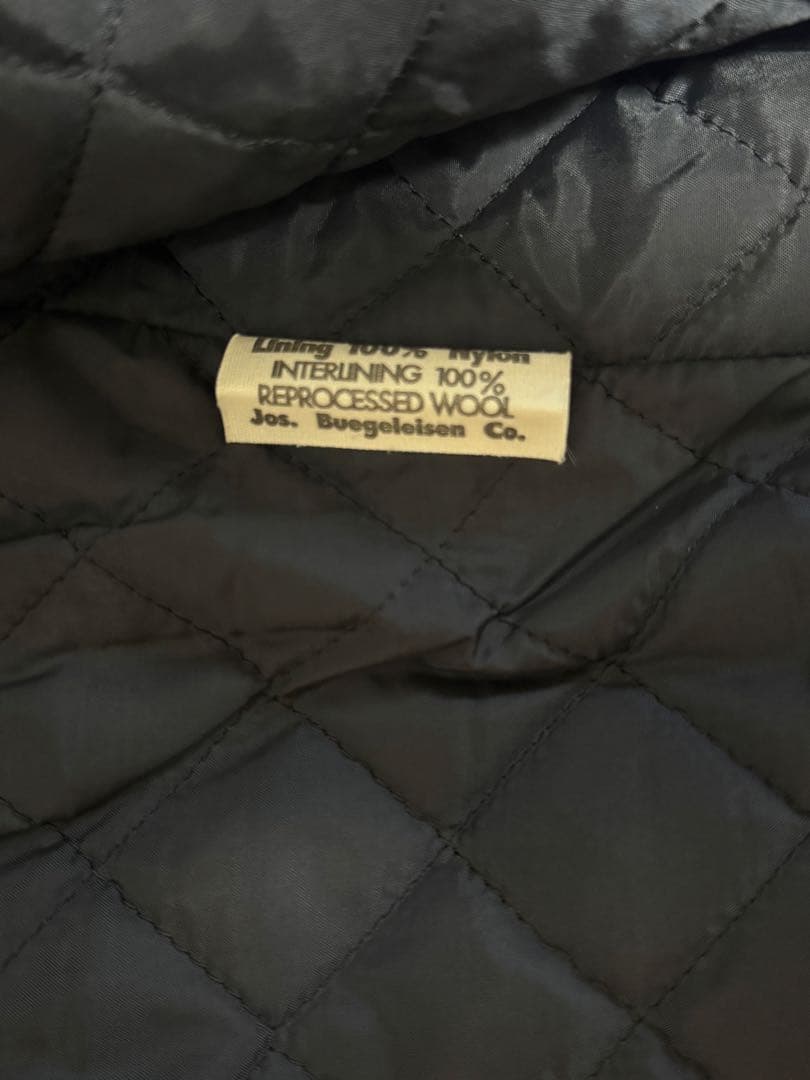 Lining 100% Nylon
INTERLINING 100%
REPROCESSED WOOL
Jos. Buegeleisen Co.